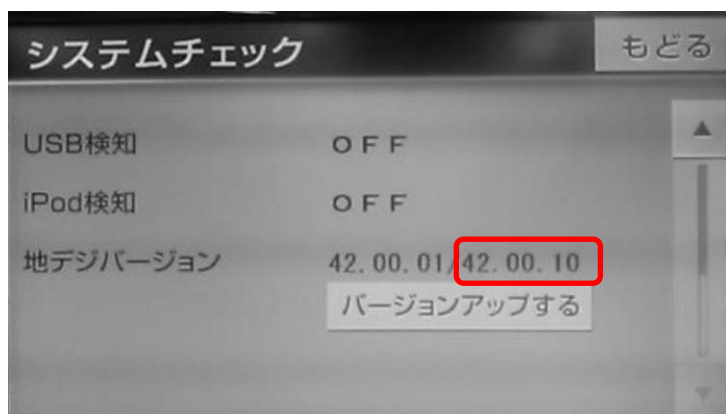 システムチェック もどる
USB検知 OFF
iPod検知 OFF
地デジバージョン 42.00.01/42.00.10
バージョンアップする